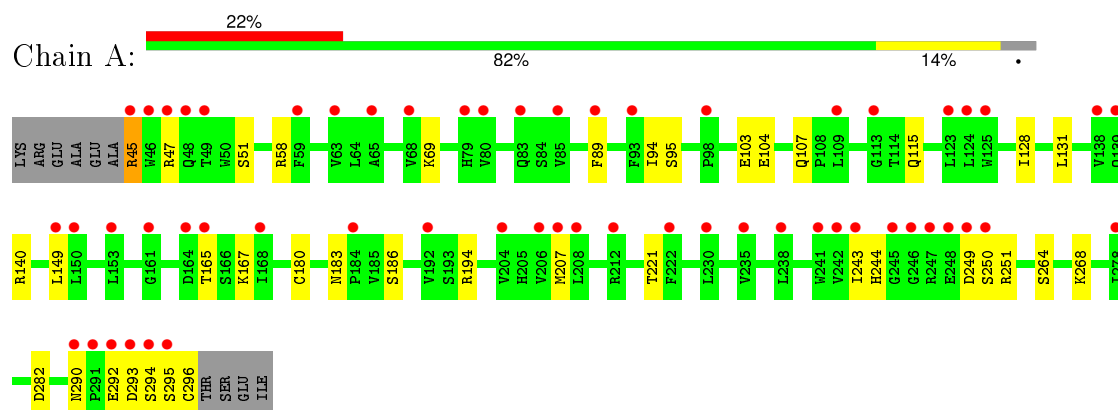 22%
Chain A:
82% 14% •
LYS ARG GLU ALA GLU ALA R45 W46 R47 Q48 T49 W50 S51 R58 F59 V63 L64 A65 V68 K69 H79 V80 Q83 S84 V85 F89 F93 I94 S95 P98 E103 E104 Q107 P108 L109 G113 T114 Q115 L123 L124 W125 I128 L131 V138
R140 L149 L150 L153 G161 D164 T165 S166 K167 I168 C180 N183 P184 V185 S186 V192 S193 R194 V204 H205 V206 M207 L208 R212 T221 F222 L230 V235 L238 W241 V242 I243 H244 G245 G246 R247 E248 D249 S250 R251 S264 K268
D282 N290 P291 E292 D293 S294 S295 C296 THR SER GLU ILE